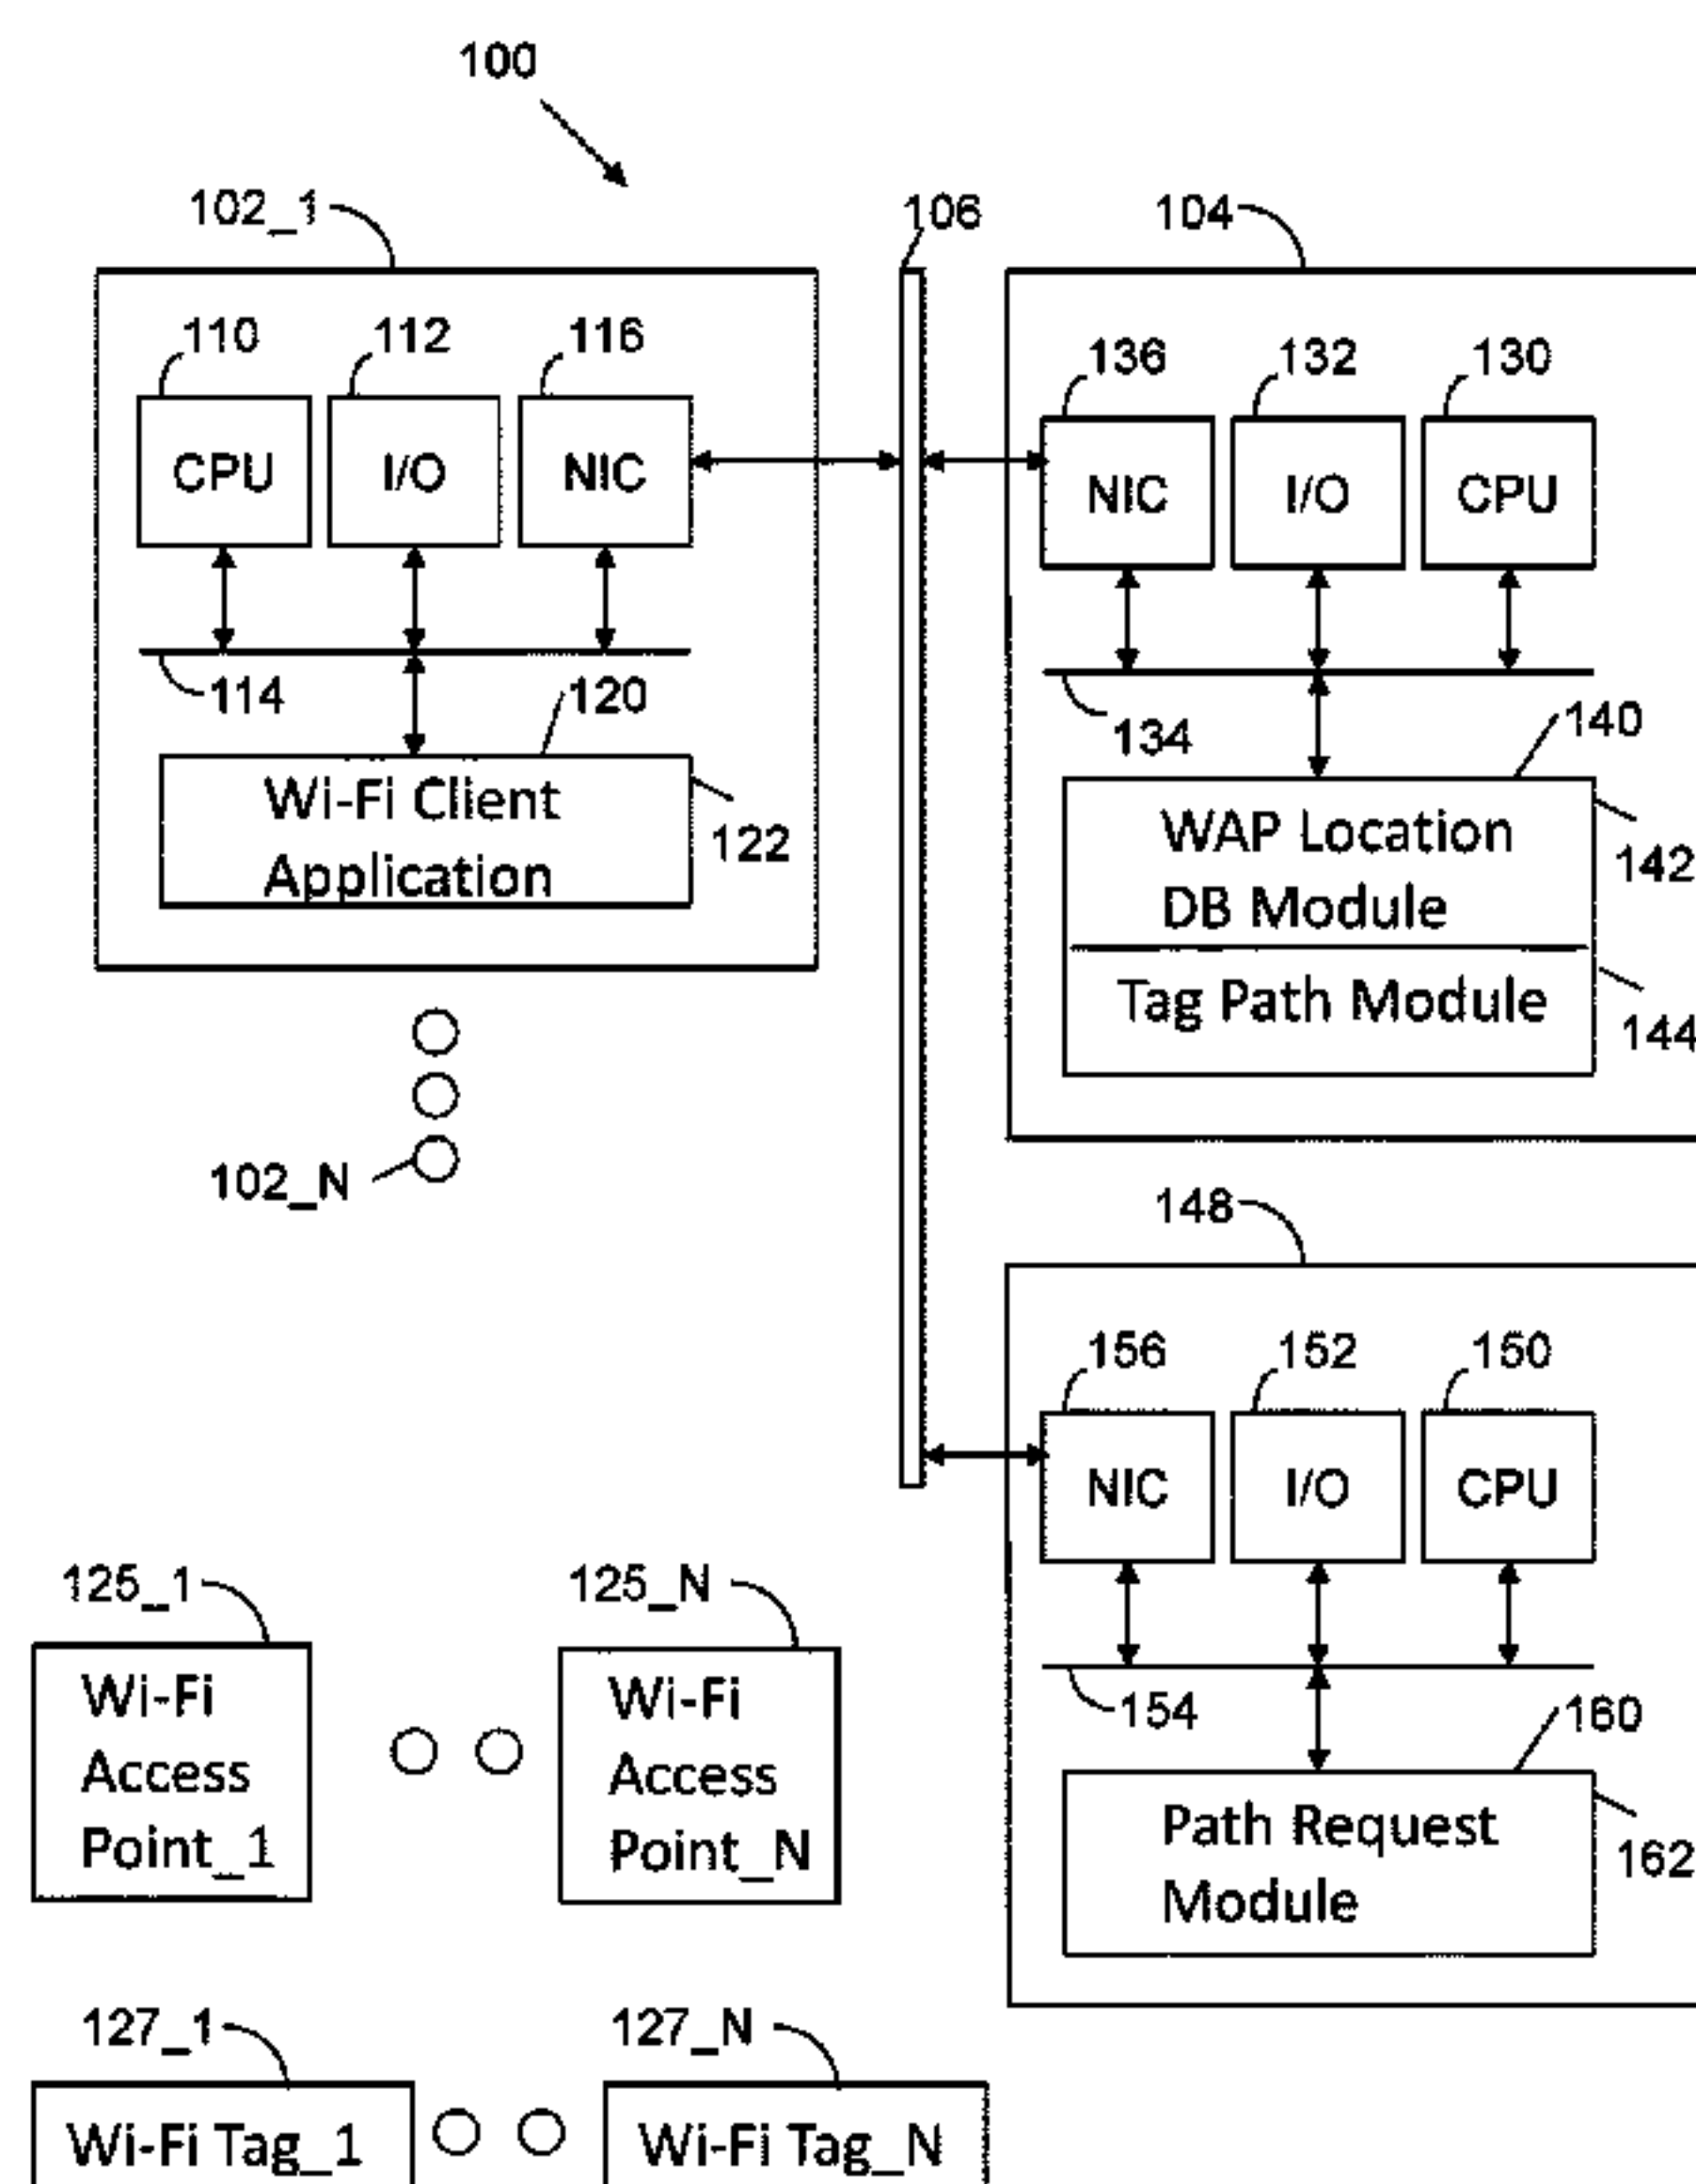 100
102_1
106
104
110
112
116
136
132
130
CPU
I/O
NIC
NIC
I/O
CPU
114
120
134
140
Wi-Fi Client
Application
122
WAP Location
DB Module
142
Tag Path Module
144
102_N
148
156
152
150
NIC
I/O
CPU
154
160
Path Request
Module
162
125_1
125_N
Wi-Fi
Access
Point_1
Wi-Fi
Access
Point_N
127_1
127_N
Wi-Fi Tag_1
Wi-Fi Tag_N